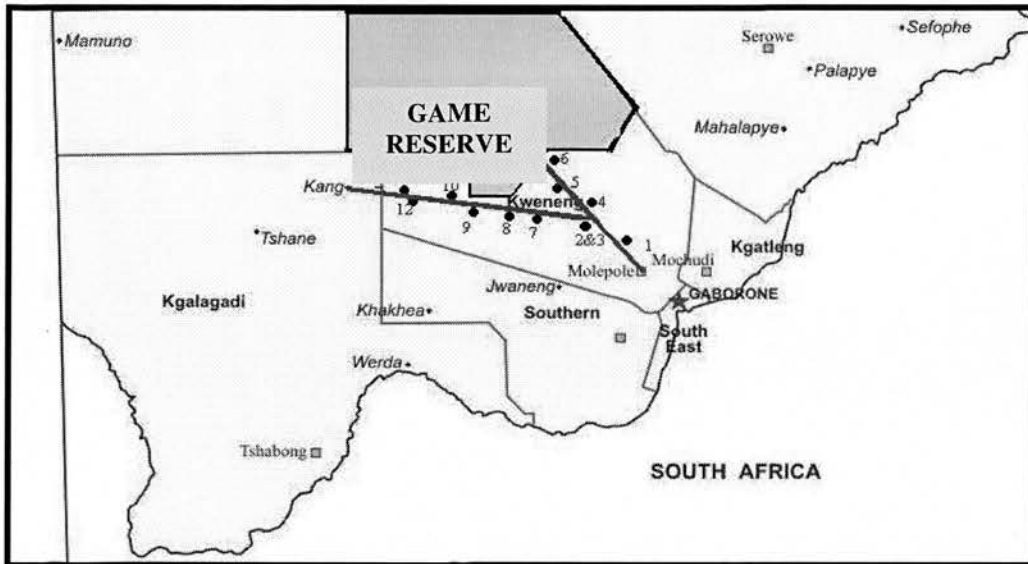 Mamuno
Serowe
Sefophe
Palapye
GAME
RESERVE
Mahalapye
6
5
Kang
10
Kweneng
4
12
9
8
7
2&3
1
Tshane
Kgatleng
Mochudi
Molepole
Jwaneng
GABORONE
Kgalagadi
Khakhea
Southern
South
East
Werda
Tshabong
SOUTH AFRICA